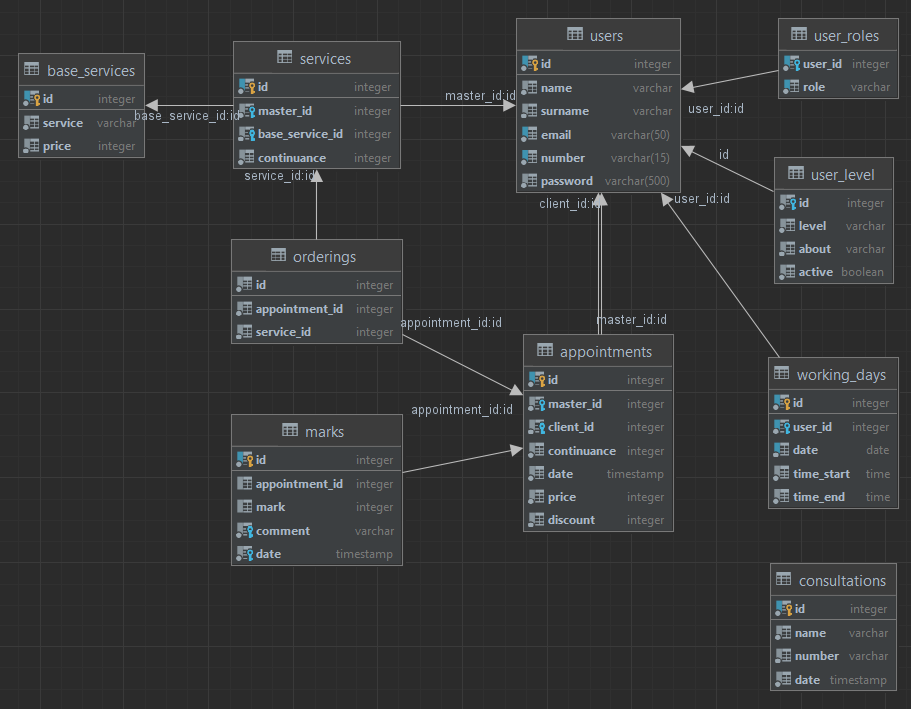 base_services
id integer
service varchar
price integer
services
id integer
master_id integer
base_service_id integer
continuance integer
users
id integer
name varchar
surname varchar
email varchar(50)
number varchar(15)
password varchar(500)
user_roles
user_id integer
role varchar
user_level
id integer
level varchar
about varchar
active boolean
orderings
id integer
appointment_id integer
service_id integer
appointments
id integer
master_id integer
client_id integer
continuance integer
date timestamp
price integer
discount integer
working_days
id integer
user_id integer
date date
time_start time
time_end time
marks
id integer
appointment_id integer
mark integer
comment varchar
date timestamp
consultations
id integer
name varchar
number varchar
date timestamp
base_service_id:id
master_id:id
user_id:id
id
service_id:id
client_id:id
user_id:id
master_id:id
appointment_id:id
appointment_id:id